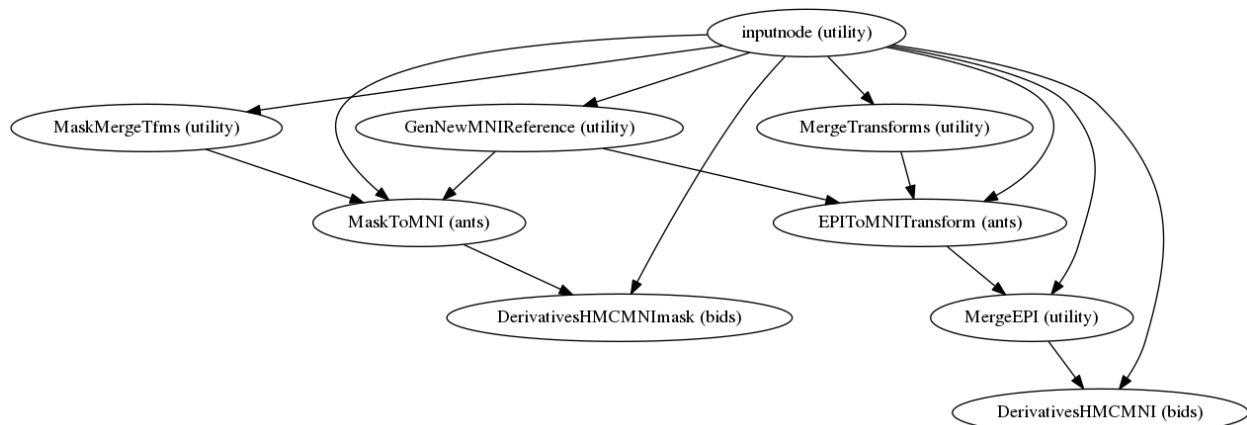 inputnode (utility)
MaskMergeTfms (utility)
GenNewMNIReference (utility)
MergeTransforms (utility)
MaskToMNI (ants)
EPIToMNITransform (ants)
DerivativesHMCMNImask (bids)
MergeEPI (utility)
DerivativesHMCMNI (bids)